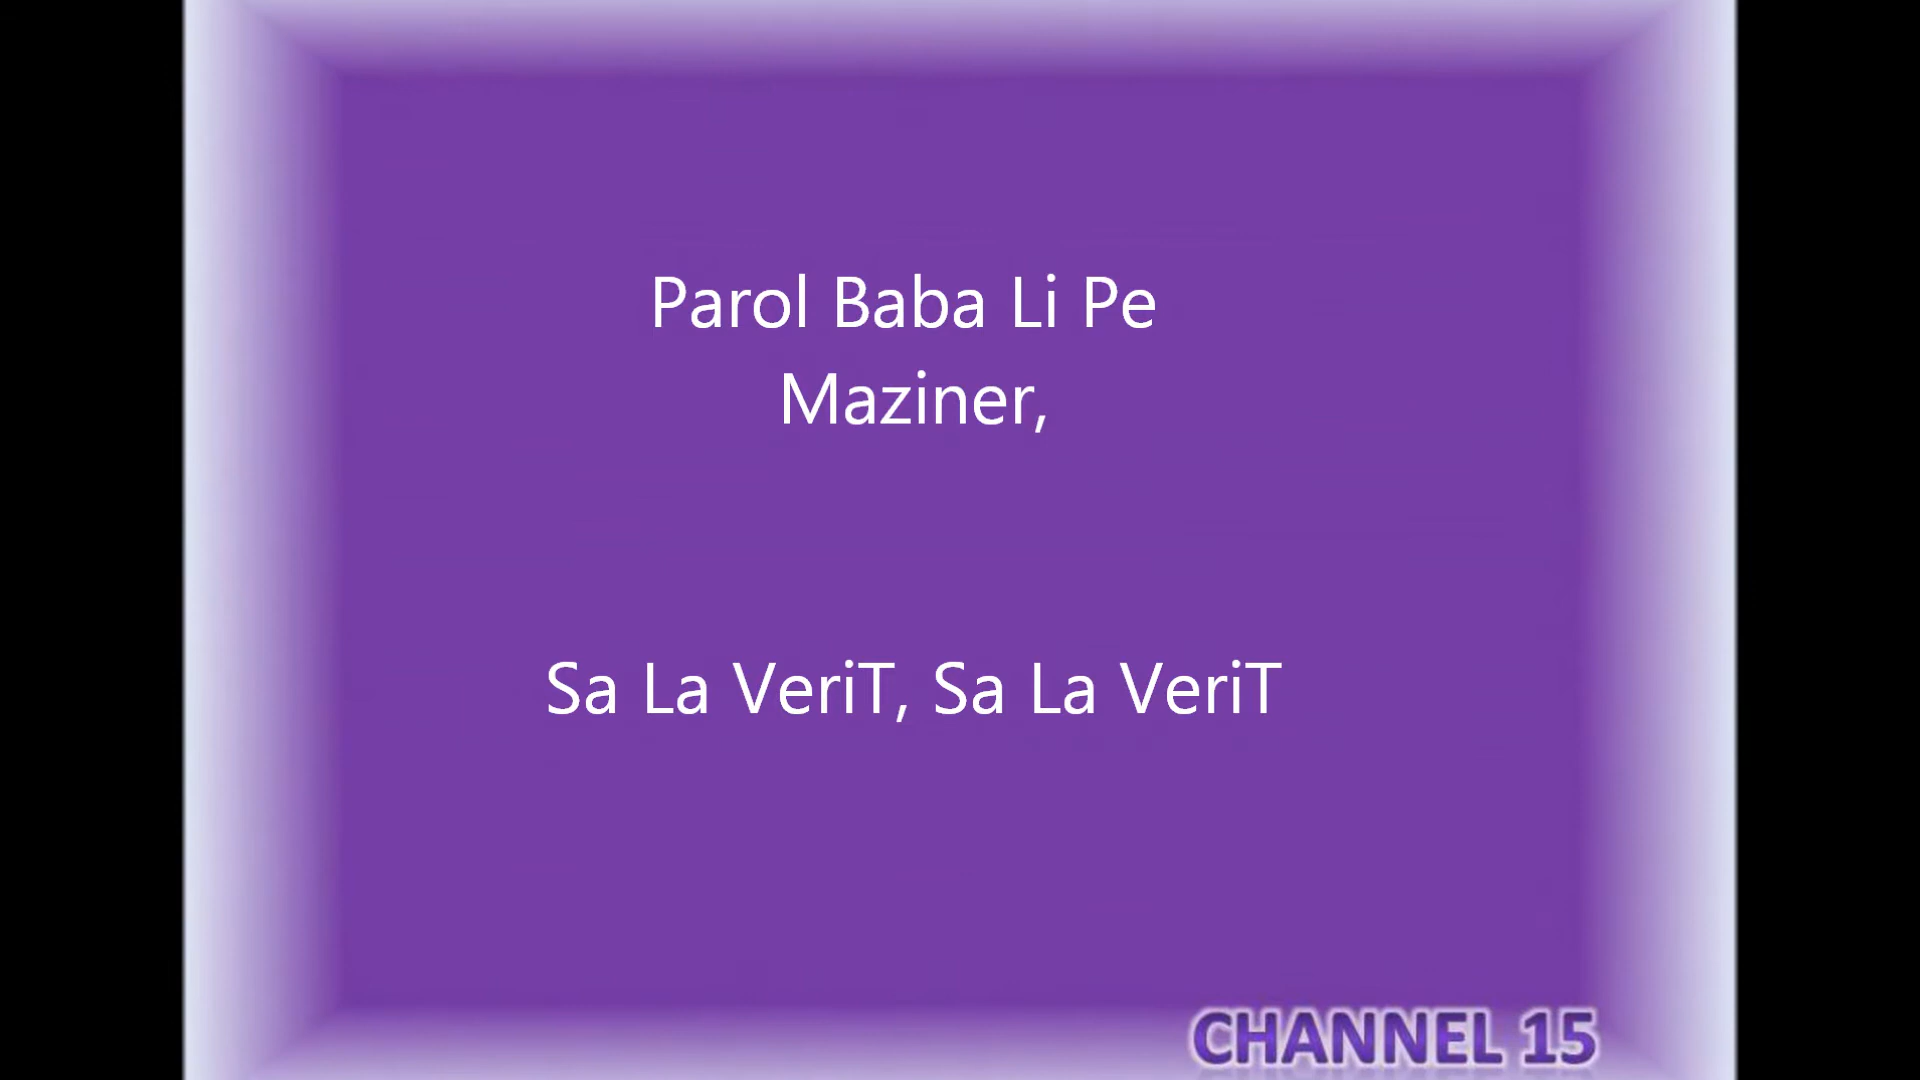 Parol Baba Li Pe
Maziner,
Sa La VeriT, Sa La VeriT
CHANNEL 15